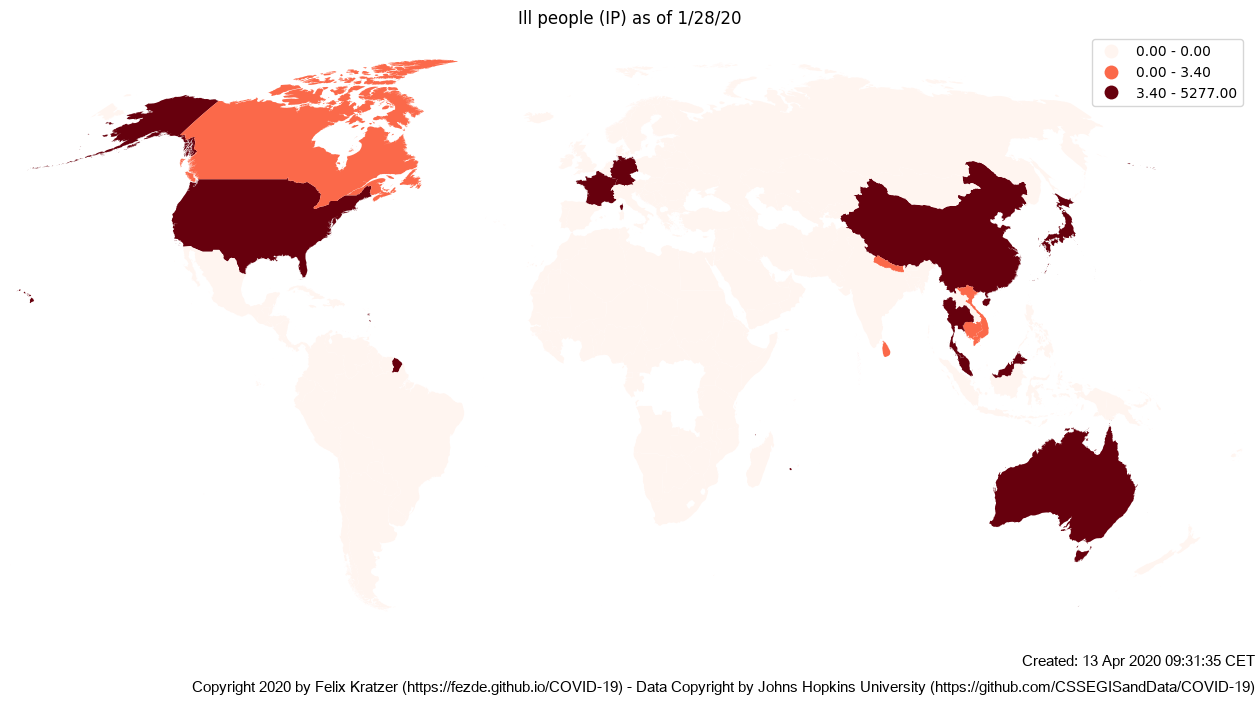 Ill people (IP) as of 1/28/20
0.00 - 0.00
0.00 - 3.40
3.40 - 5277.00
Created: 13 Apr 2020 09:31:35 CET
Copyright 2020 by Felix Kratzer (https://fezde.github.io/COVID-19) - Data Copyright by Johns Hopkins University (https://github.com/CSSEGISandData/COVID-19)